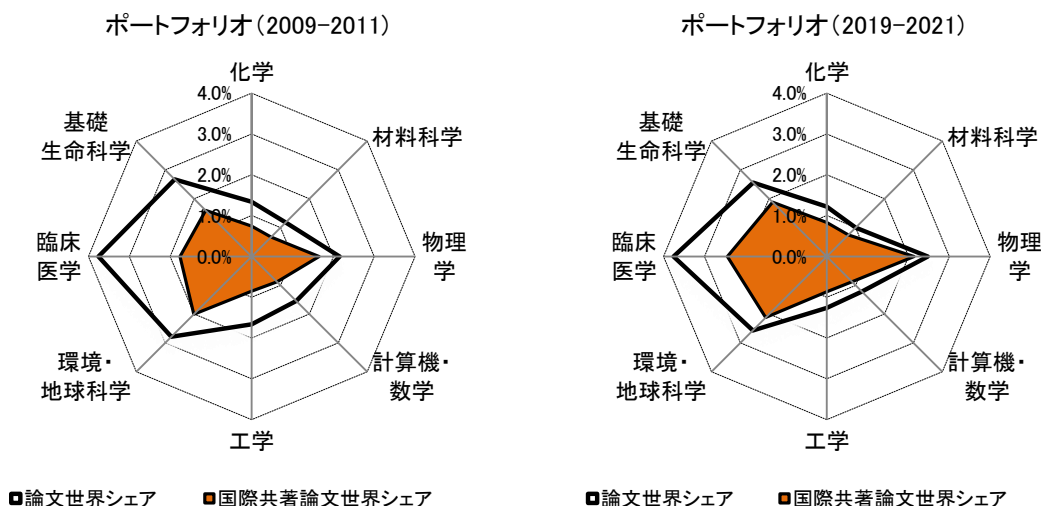 ポートフォリオ(2009-2011)
化学
4.0%
3.0%
2.0%
1.0%
0.0%
材料科学
物理
学
計算機・
数学
工学
環境・
地球科学
臨床
医学
基礎
生命科学
論文世界シェア
国際共著論文世界シェア
ポートフォリオ(2019-2021)
化学
4.0%
3.0%
2.0%
1.0%
0.0%
材料科学
物理
学
計算機・
数学
工学
環境・
地球科学
臨床
医学
基礎
生命科学
論文世界シェア
国際共著論文世界シェア